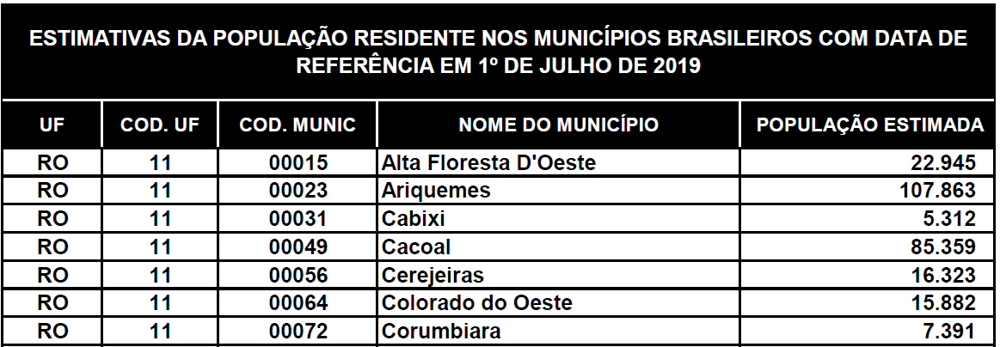 ESTIMATIVAS DA POPULAÇÃO RESIDENTE NOS MUNICÍPIOS BRASILEIROS COM DATA DE
REFERÊNCIA EM 1º DE JULHO DE 2019
UF COD. UF COD. MUNIC NOME DO MUNICÍPIO POPULAÇÃO ESTIMADA
RO 11 00015 Alta Floresta D'Oeste 22.945
RO 11 00023 Ariquemes 107.863
RO 11 00031 Cabixi 5.312
RO 11 00049 Cacoal 85.359
RO 11 00056 Cerejeiras 16.323
RO 11 00064 Colorado do Oeste 15.882
RO 11 00072 Corumbiara 7.391